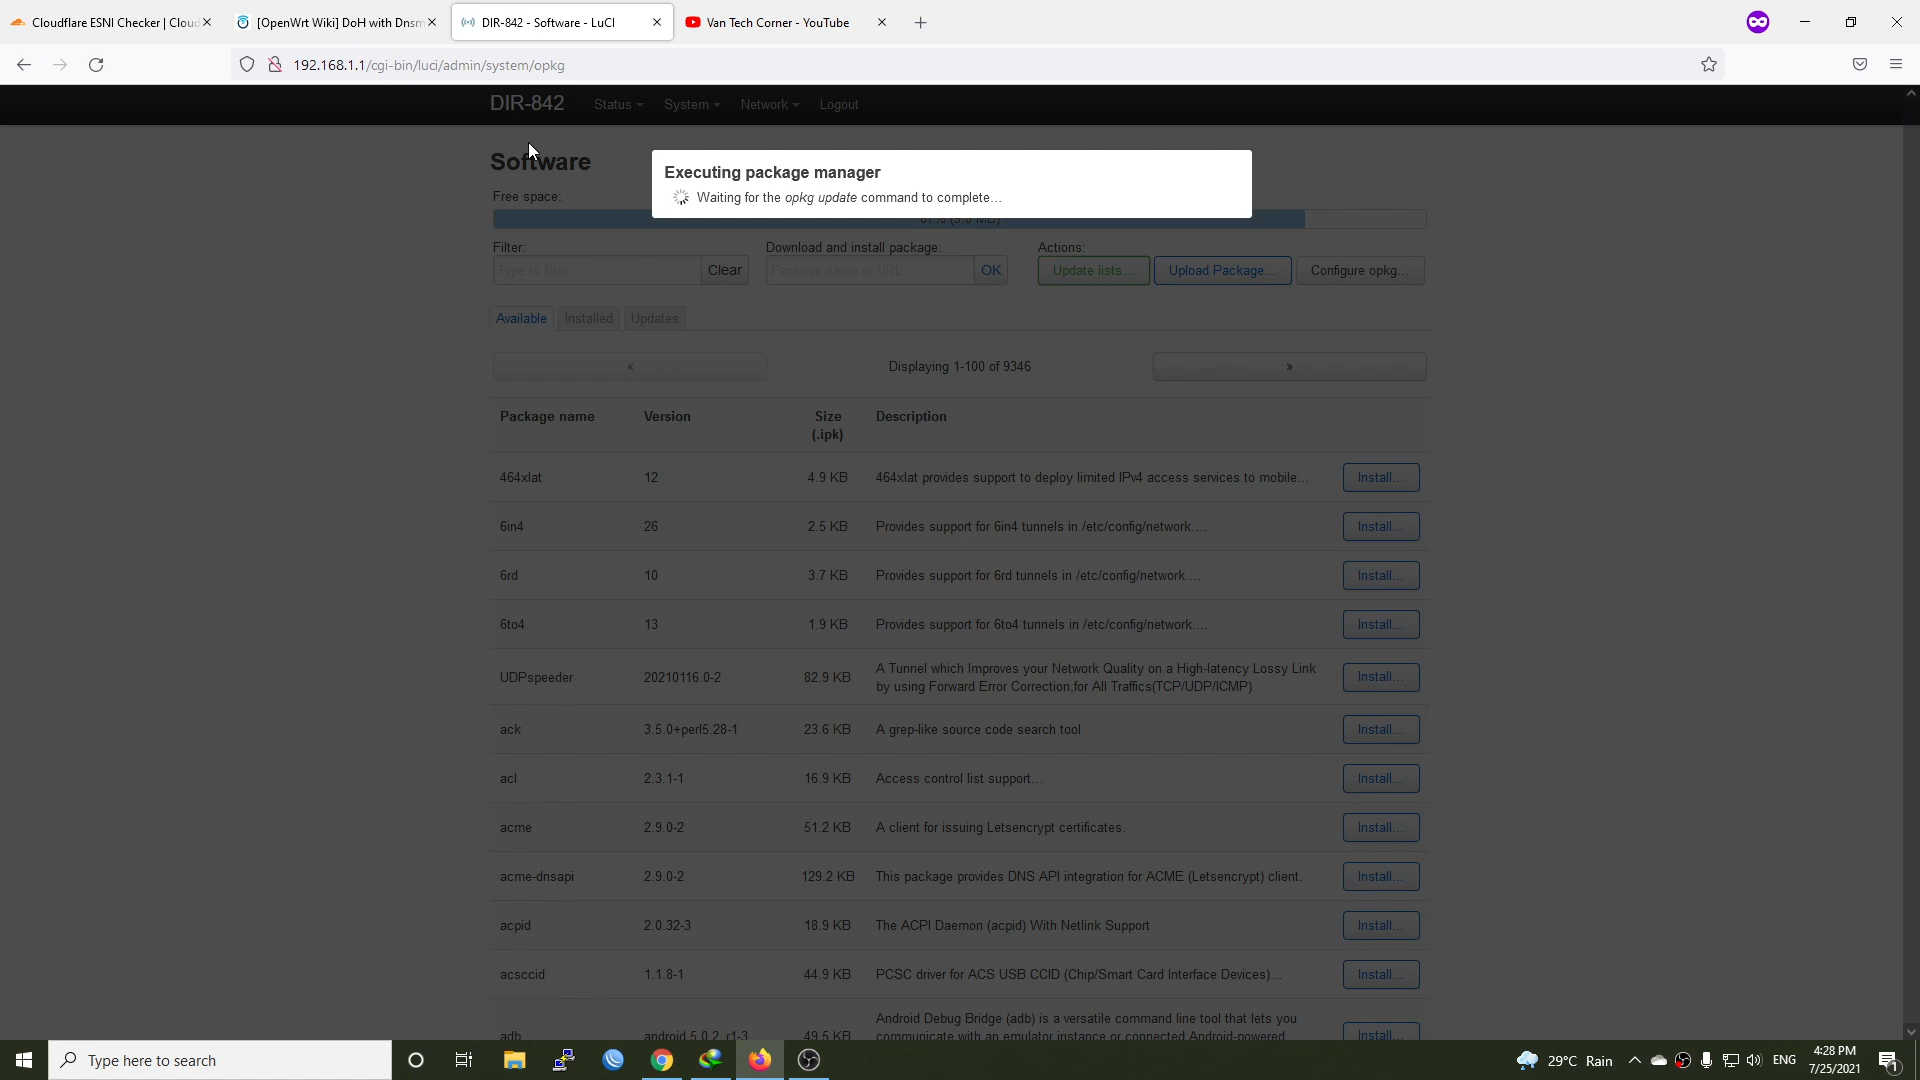 Cloudflare ESNI Checker | Cloud
[OpenWrt Wiki] DoH with Dnsm
DIR-842 - Software - LuCI
Van Tech Corner - YouTube
192.168.1.1/cgi-bin/luci/admin/system/opkg
DIR-842 Status System Network Logout
Software
Executing package manager
Waiting for the opkg update command to complete…
Free space:
Filter: Download and install package: Actions:
Type to filter… Clear Package name or URL… OK Update lists… Upload Package… Configure opkg…
Available Installed Updates
« Displaying 1-100 of 9346 »
Package name Version Size (.ipk) Description
464xlat 12 4.9 KB 464xlat provides support to deploy limited IPv4 access services to mobile… Install…
6in4 26 2.5 KB Provides support for 6in4 tunnels in /etc/config/network.… Install…
6rd 10 3.7 KB Provides support for 6rd tunnels in /etc/config/network.… Install…
6to4 13 1.9 KB Provides support for 6to4 tunnels in /etc/config/network.… Install…
UDPspeeder 20210116.0-2 82.9 KB A Tunnel which Improves your Network Quality on a High-latency Lossy Link
by using Forward Error Correction,for All Traffics(TCP/UDP/ICMP) Install…
ack 3.5.0+perl5.28-1 23.6 KB A grep-like source code search tool Install…
acl 2.3.1-1 16.9 KB Access control list support… Install…
acme 2.9.0-2 51.2 KB A client for issuing Letsencrypt certificates. Install…
acme-dnsapi 2.9.0-2 129.2 KB This package provides DNS API integration for ACME (Letsencrypt) client. Install…
acpid 2.0.32-3 18.9 KB The ACPI Daemon (acpid) With Netlink Support Install…
acsccid 1.1.8-1 44.9 KB PCSC driver for ACS USB CCID (Chip/Smart Card Interface Devices)… Install…
Android Debug Bridge (adb) is a versatile command line tool that lets you
adb android.5.0.2_r1-3 49.5 KB communicate with an emulator instance or connected Android-powered Install…
Type here to search
29°C Rain
ENG
4:28 PM
7/25/2021
1